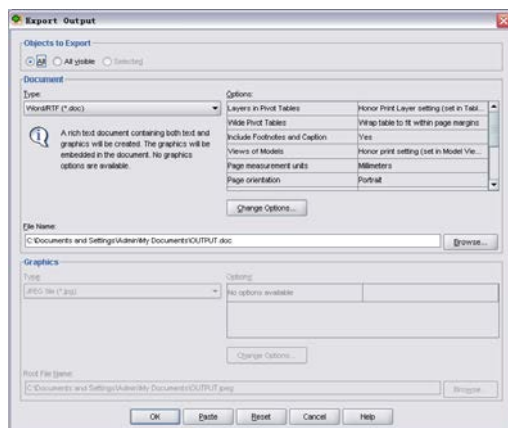 Export Output
Objects to Export
All
All visible
Selected
Document
Type:
Options:
Word/RTF (*.doc)
A rich text document containing both text and
graphics will be created. The graphics will be
embedded in the document. No graphics
options are available.
Layers in Pivot Tables Honor Print Layer setting (set in Tabl...
Wide Pivot Tables Wrap table to fit within page margins
Include Footnotes and Caption Yes
Views of Models Honor print setting (set in Model Vie...
Page measurement units Millimeters
Page orientation Portrait
Change Options...
File Name:
C:\Documents and Settings\Admin\My Documents\OUTPUT.doc
Browse...
Graphics
Type:
Options:
JPEG file (*.jpg)
No options available
Change Options...
Root File Name:
C:\Documents and Settings\Admin\My Documents\OUTPUT.jpeg
Browse...
OK
Paste
Reset
Cancel
Help